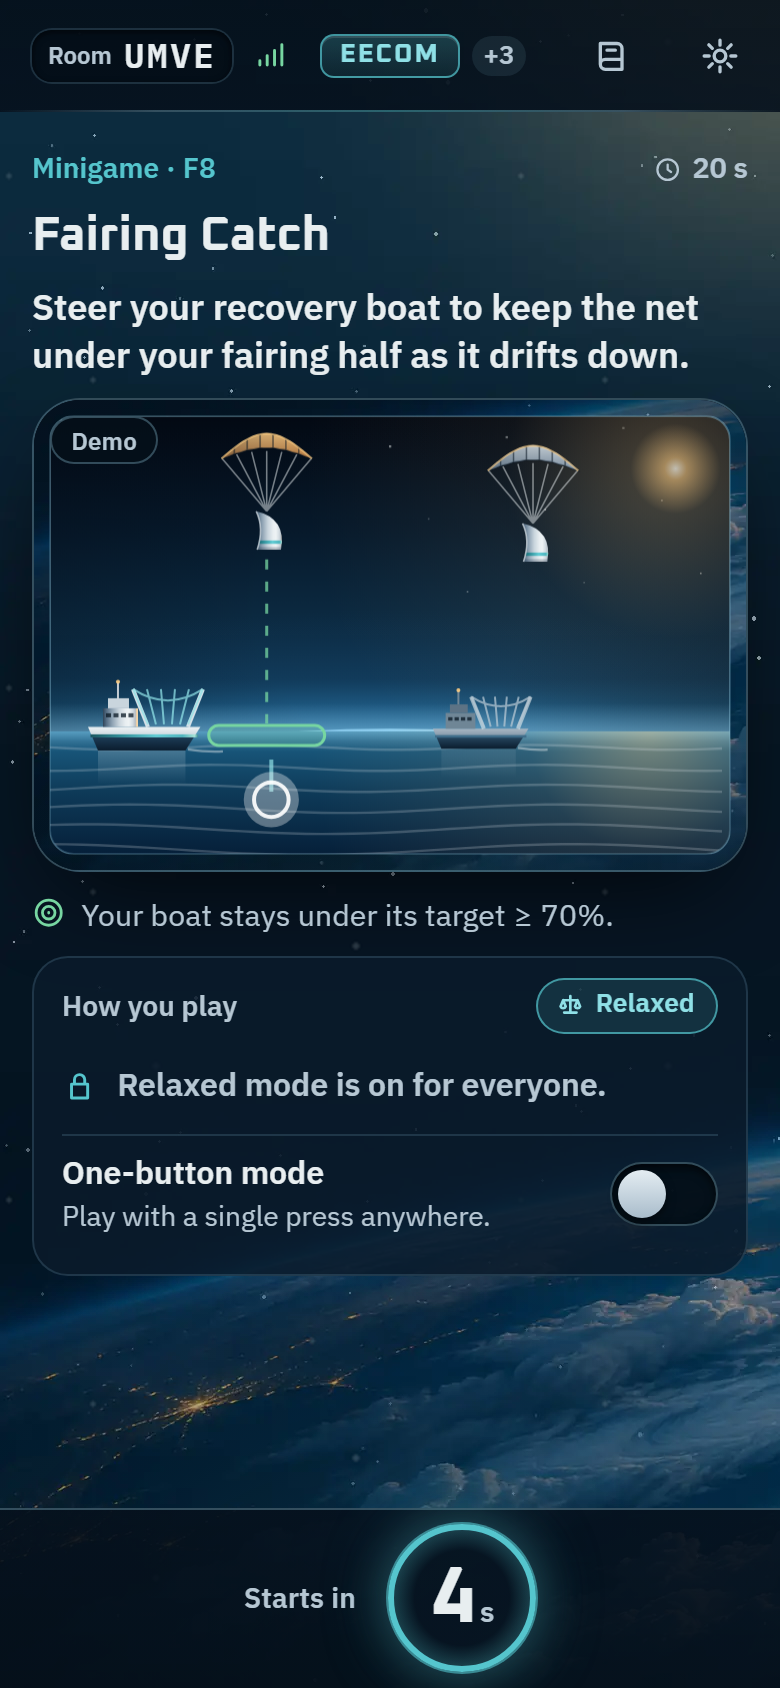 Room UMVE EECOM +3
Minigame · F8 20 s
Fairing Catch
Steer your recovery boat to keep the net
under your fairing half as it drifts down.
Demo
Your boat stays under its target ≥ 70%.
How you play Relaxed
Relaxed mode is on for everyone.
One-button mode
Play with a single press anywhere.
Starts in 4 s